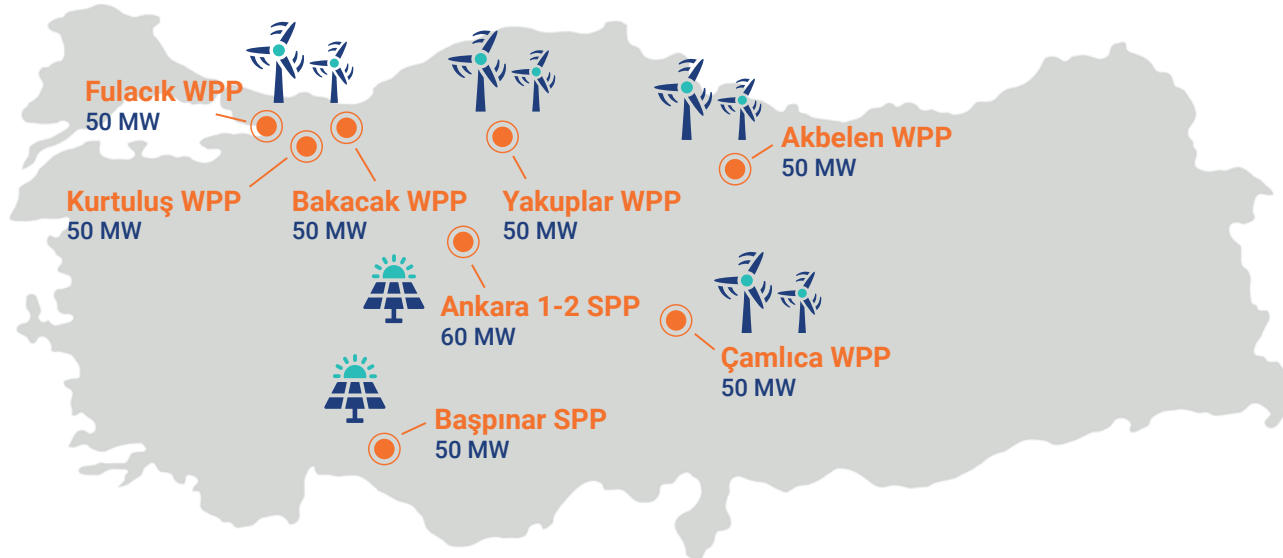 Fulacık WPP
50 MW
Kurtuluş WPP
50 MW
Bakacak WPP
50 MW
Yakuplar WPP
50 MW
Akbelen WPP
50 MW
Ankara 1-2 SPP
60 MW
Çamlıca WPP
50 MW
Başpınar SPP
50 MW